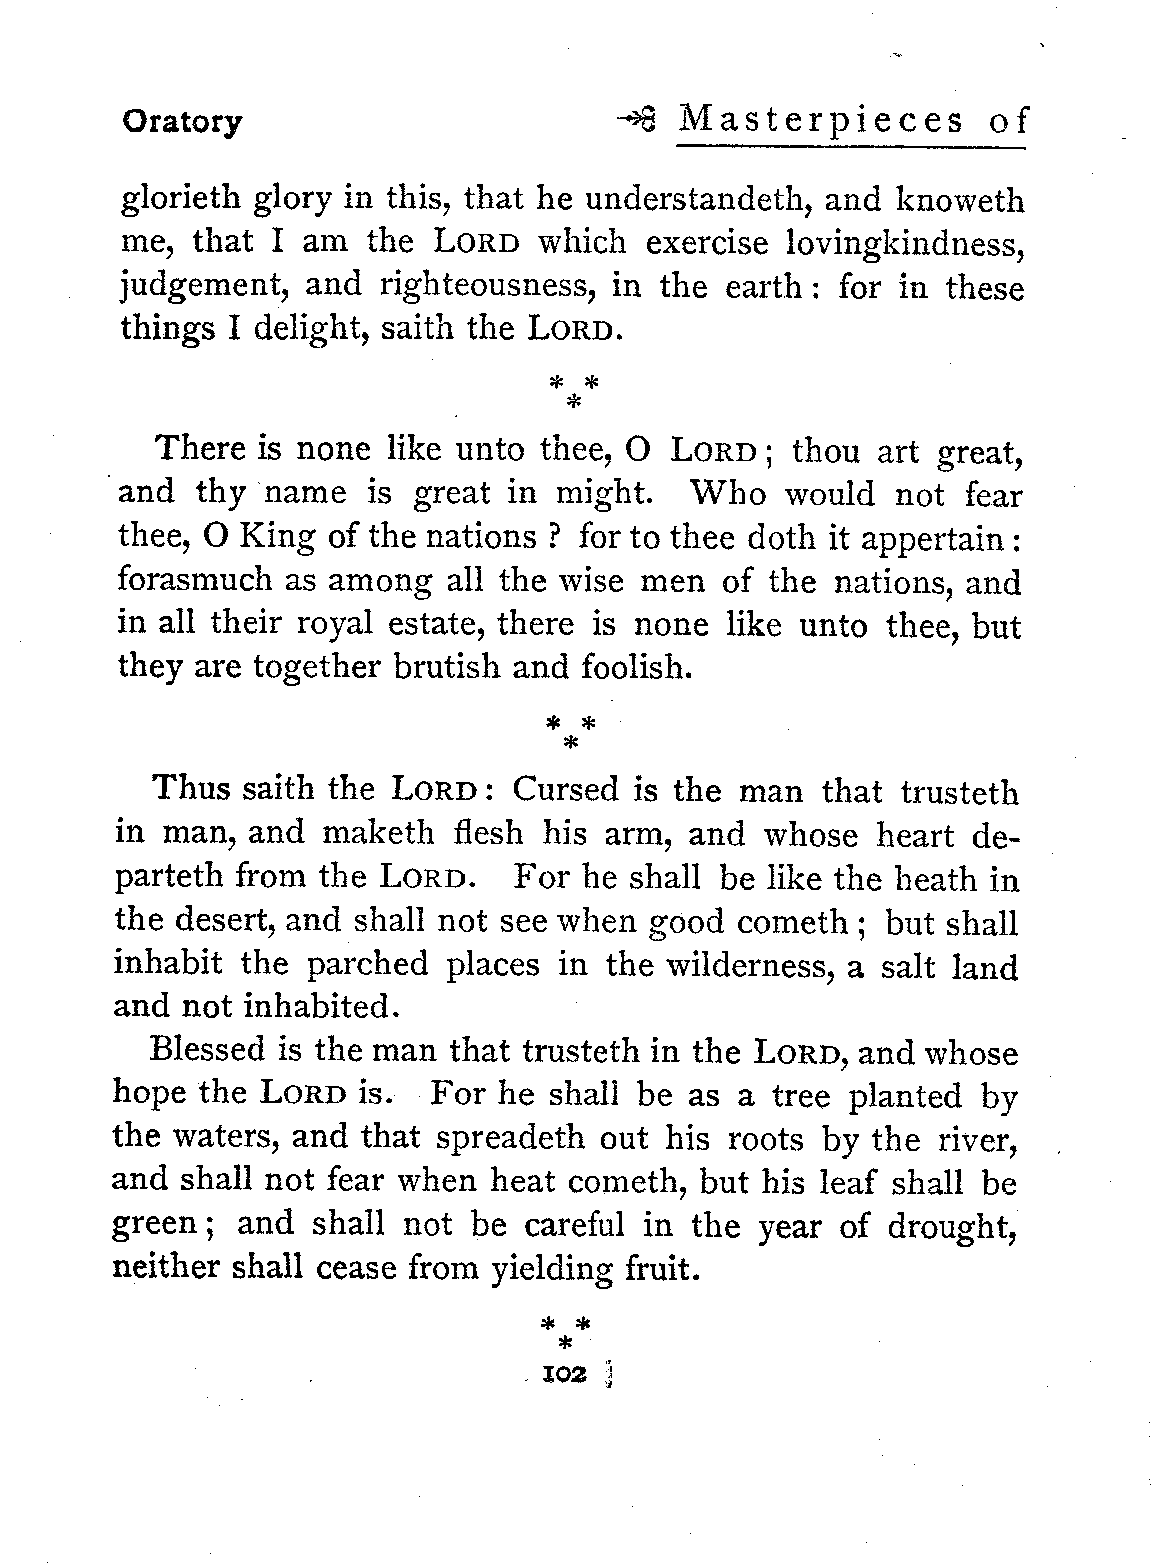 Oratory Masterpieces of
glorieth glory in this, that he understandeth, and knoweth
me, that I am the LORD which exercise lovingkindness,
judgement, and righteousness, in the earth : for in these
things I delight, saith the LORD.
* *
*
There is none like unto thee, O LORD ; thou art great,
and thy name is great in might. Who would not fear
thee, O King of the nations ? for to thee doth it appertain :
forasmuch as among all the wise men of the nations, and
in all their royal estate, there is none like unto thee, but
they are together brutish and foolish.
* *
*
Thus saith the LORD : Cursed is the man that trusteth
in man, and maketh flesh his arm, and whose heart de-
parteth from the LORD. For he shall be like the heath in
the desert, and shall not see when good cometh ; but shall
inhabit the parched places in the wilderness, a salt land
and not inhabited.
Blessed is the man that trusteth in the LORD, and whose
hope the LORD is. For he shall be as a tree planted by
the waters, and that spreadeth out his roots by the river,
and shall not fear when heat cometh, but his leaf shall be
green ; and shall not be careful in the year of drought,
neither shall cease from yielding fruit.
* *
*
102